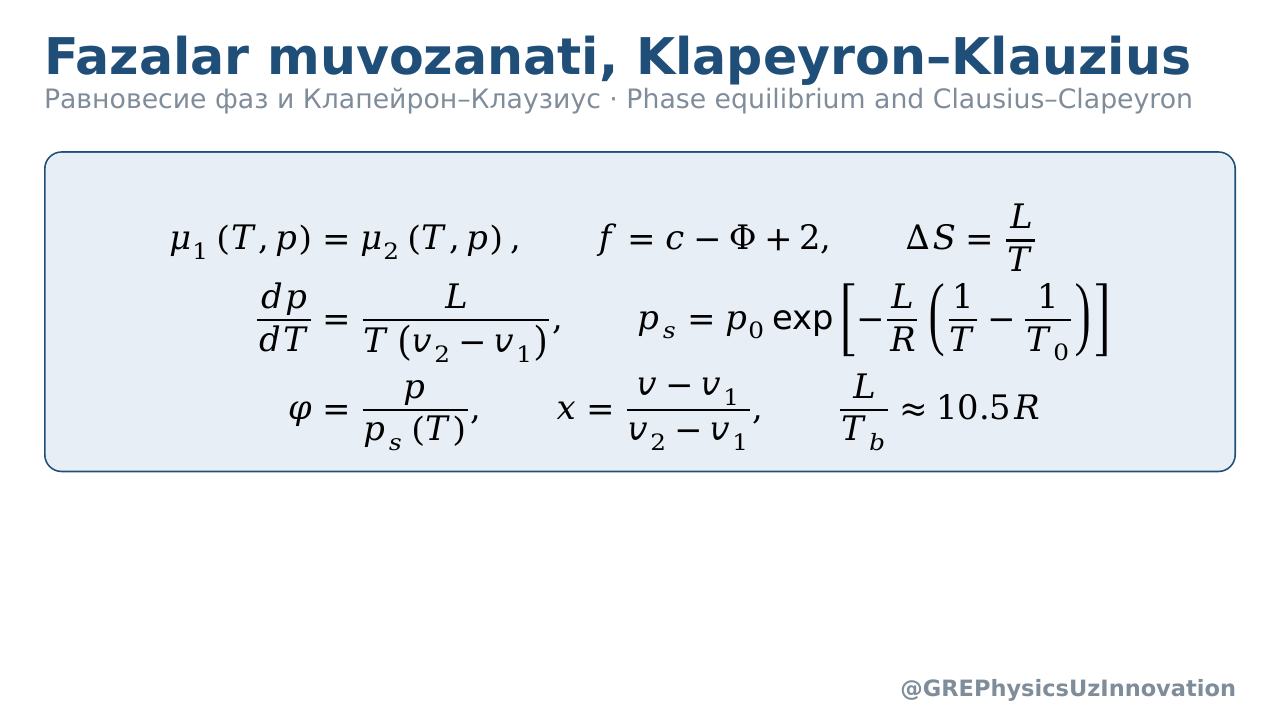 Fazalar muvozanati, Klapeyron–Klauzius
Равновесие фаз и Клапейрон–Клаузиус · Phase equilibrium and Clausius–Clapeyron
μ₁ (T, p) = μ₂ (T, p) ,   f = c − Φ + 2,   ΔS = L/T
dp/dT = L/(T (v₂ − v₁)),   pₛ = p₀ exp [−L/R (1/T − 1/T₀)]
φ = p/(pₛ (T)),   x = (v − v₁)/(v₂ − v₁),   L/T_b ≈ 10.5R
@GREPhysicsUzInnovation